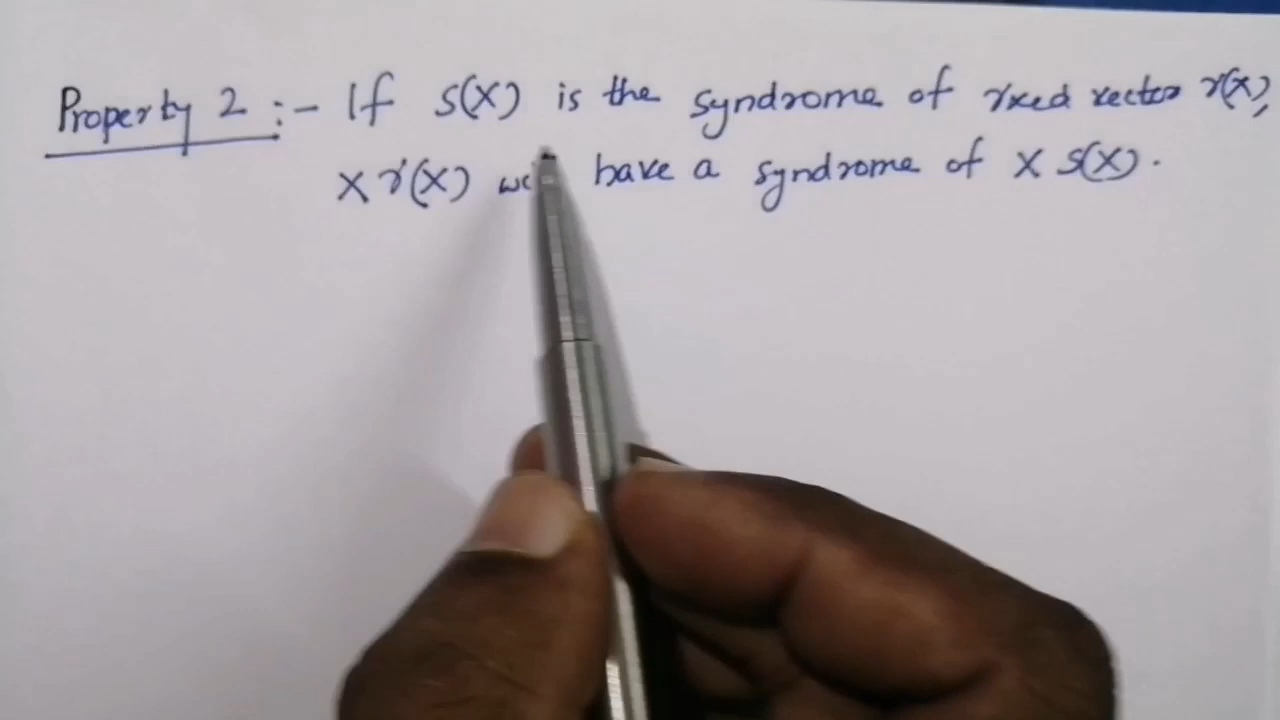 Property 2 :- If S(X) is the syndrome of rxed vector r(X),
X r(X) have a syndrome of X S(X).